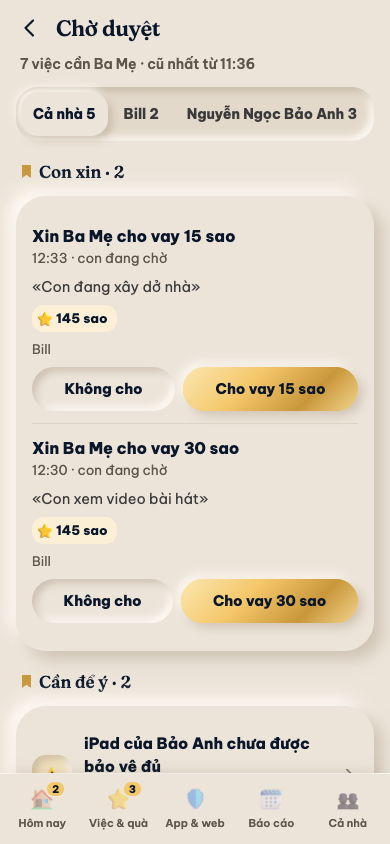 Chờ duyệt
7 việc cần Ba Mẹ · cũ nhất từ 11:36
Cả nhà 5
Bill 2
Nguyễn Ngọc Bảo Anh 3
Con xin · 2
Xin Ba Mẹ cho vay 15 sao
12:33 · con đang chờ
«Con đang xây dở nhà»
145 sao
Bill
Không cho
Cho vay 15 sao
Xin Ba Mẹ cho vay 30 sao
12:30 · con đang chờ
«Con xem video bài hát»
145 sao
Bill
Không cho
Cho vay 30 sao
Cần để ý · 2
iPad của Bảo Anh chưa được
bảo vệ đủ
2
3
Hôm nay
Việc & quà
App & web
Báo cáo
Cả nhà